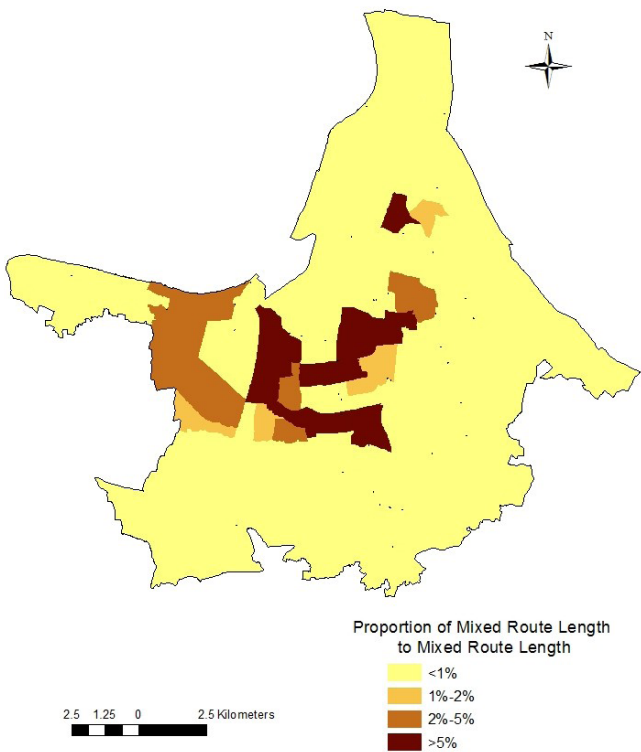 N
Proportion of Mixed Route Length
to Mixed Route Length
<1%
1%-2%
2%-5%
>5%
2.5 1.25 0 2.5 Kilometers